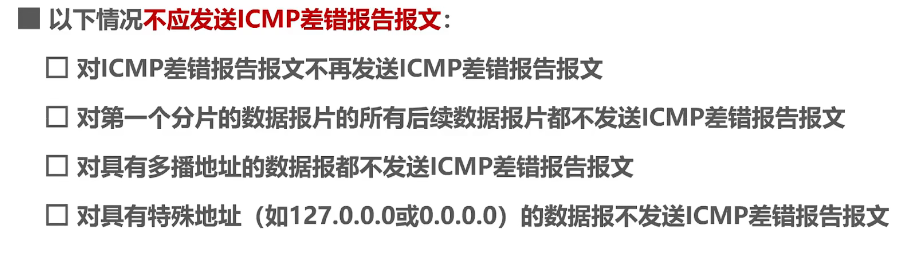 以下情况不应发送ICMP差错报告报文：
对ICMP差错报告报文不再发送ICMP差错报告报文
对第一个分片的数据报片的所有后续数据报片都不发送ICMP差错报告报文
对具有多播地址的数据报都不发送ICMP差错报告报文
对具有特殊地址（如127.0.0.0或0.0.0.0）的数据报不发送ICMP差错报告报文